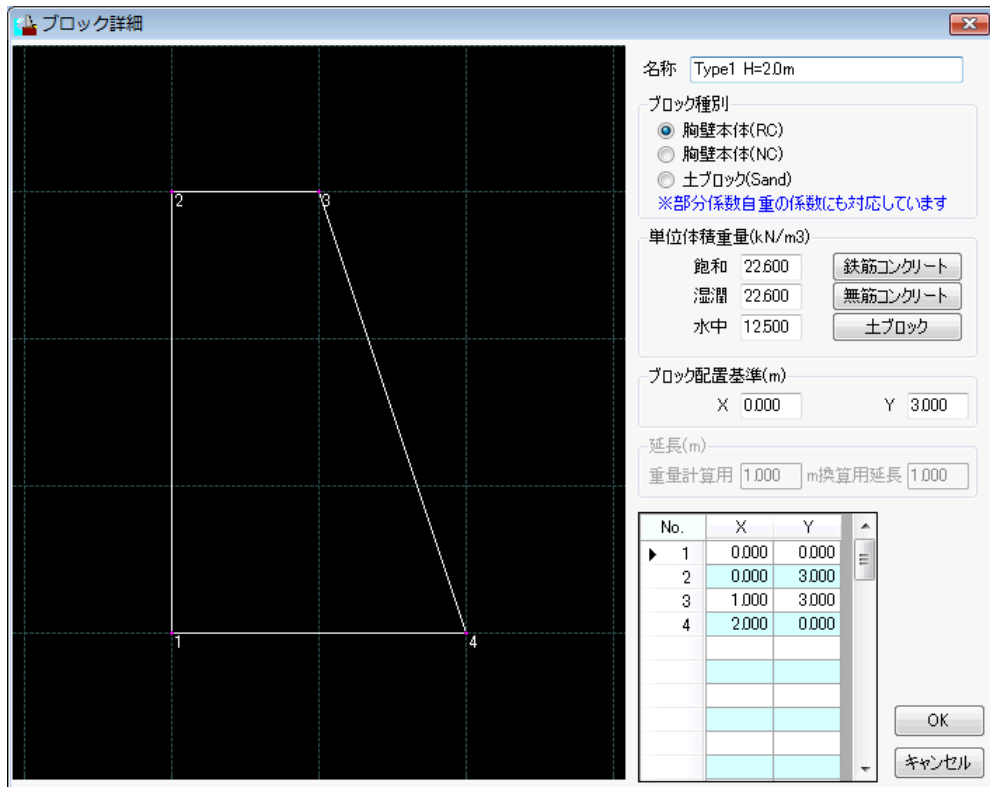 ブロック詳細
名称 Type1 H=2.0m
ブロック種別
胸壁本体(RC)
胸壁本体(NC)
土ブロック(Sand)
※部分係数自重の係数にも対応しています
単位体積重量(kN/m3)
飽和 22.600 鉄筋コンクリート
湿潤 22.600 無筋コンクリート
水中 12.500 土ブロック
ブロック配置基準(m)
X 0.000 Y 3.000
延長(m)
重量計算用 1.000 m換算用延長 1.000
No. X Y
1 0.000 0.000
2 0.000 3.000
3 1.000 3.000
4 2.000 0.000
2 3
1 4
OK
キャンセル